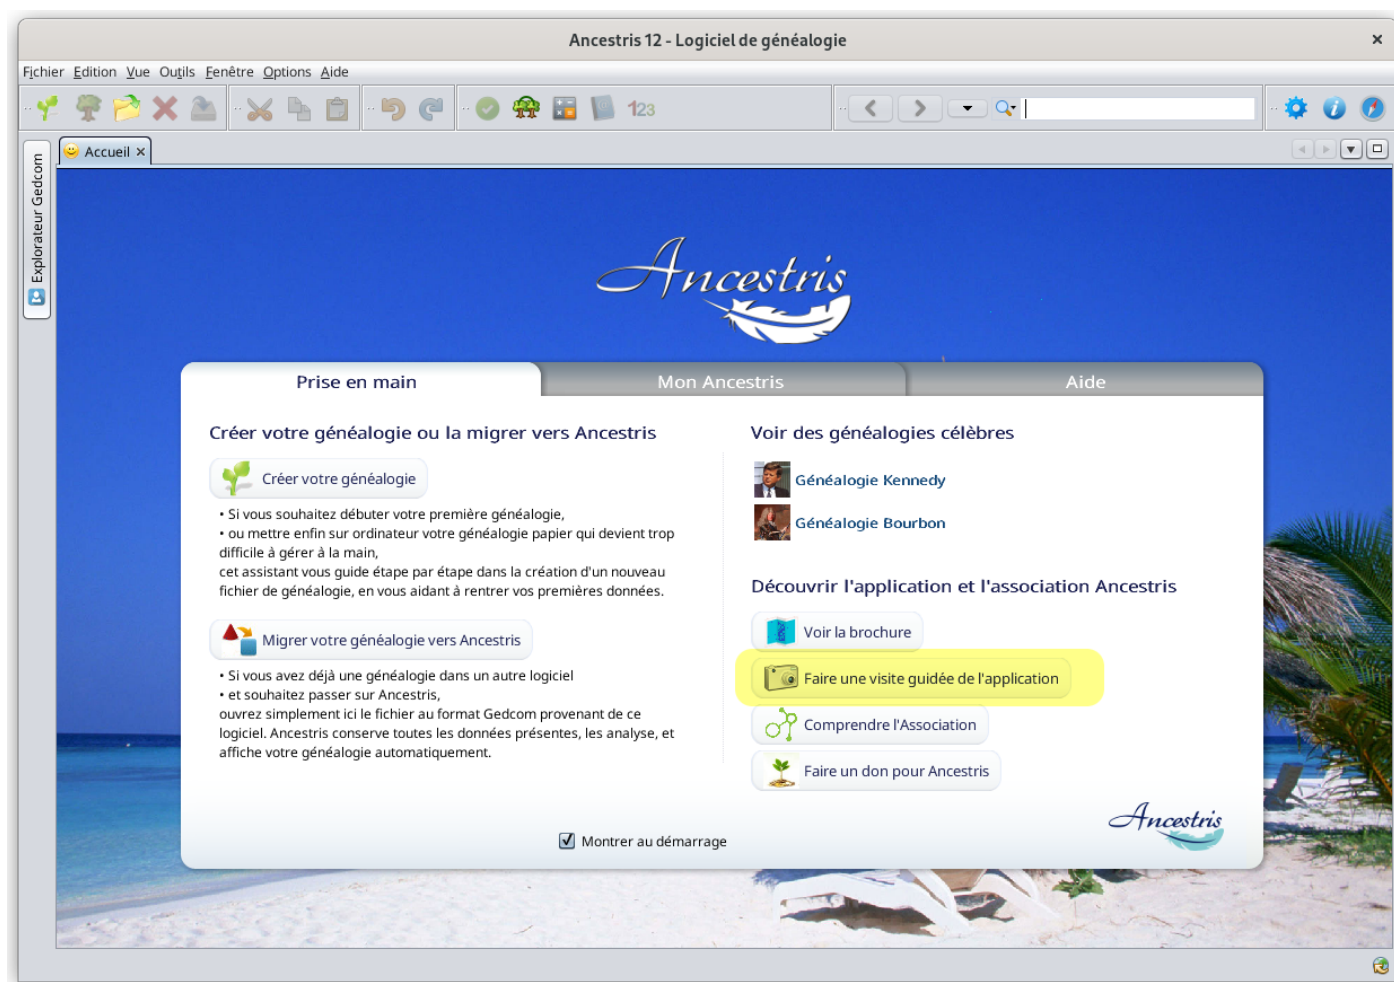 Ancestris 12 - Logiciel de généalogie
Fichier Edition Vue Outils Fenêtre Options Aide
123
Explorateur Gedcom
Accueil
Ancestris
Prise en main
Mon Ancestris
Aide
Créer votre généalogie ou la migrer vers Ancestris
Créer votre généalogie
• Si vous souhaitez débuter votre première généalogie,
• ou mettre enfin sur ordinateur votre généalogie papier qui devient trop
difficile à gérer à la main,
cet assistant vous guide étape par étape dans la création d'un nouveau
fichier de généalogie, en vous aidant à rentrer vos premières données.
Migrer votre généalogie vers Ancestris
• Si vous avez déjà une généalogie dans un autre logiciel
• et souhaitez passer sur Ancestris,
ouvrez simplement ici le fichier au format Gedcom provenant de ce
logiciel. Ancestris conserve toutes les données présentes, les analyse, et
affiche votre généalogie automatiquement.
Voir des généalogies célèbres
Généalogie Kennedy
Généalogie Bourbon
Découvrir l'application et l'association Ancestris
Voir la brochure
Faire une visite guidée de l'application
Comprendre l'Association
Faire un don pour Ancestris
Ancestris
Montrer au démarrage